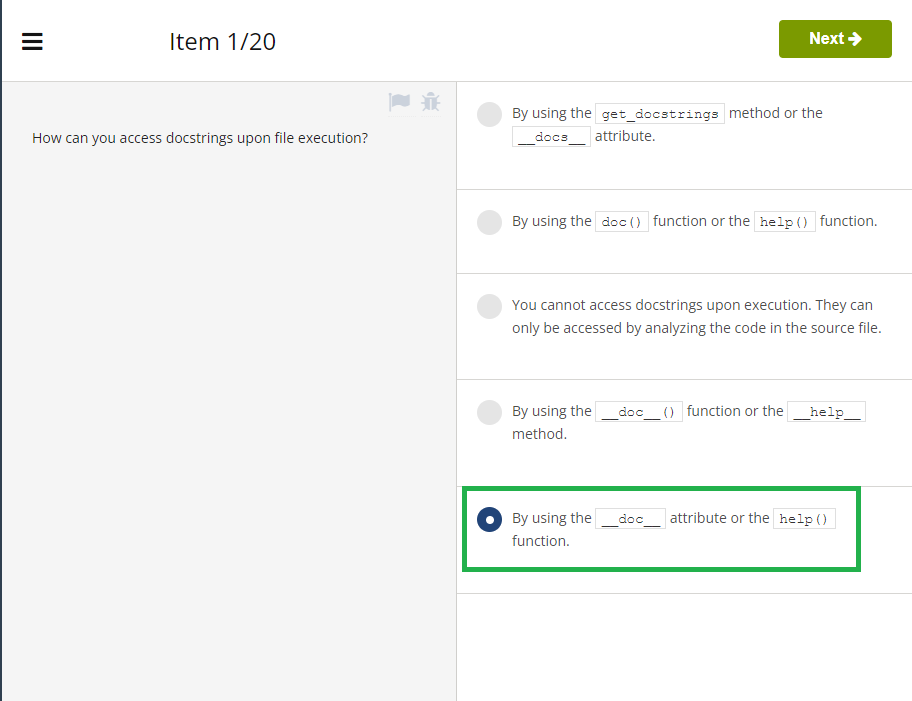 Item 1/20
Next
How can you access docstrings upon file execution?
By using the get_docstrings method or the
__docs__ attribute.
By using the doc() function or the help() function.
You cannot access docstrings upon execution. They can
only be accessed by analyzing the code in the source file.
By using the __doc__() function or the __help__
method.
By using the __doc__ attribute or the help()
function.